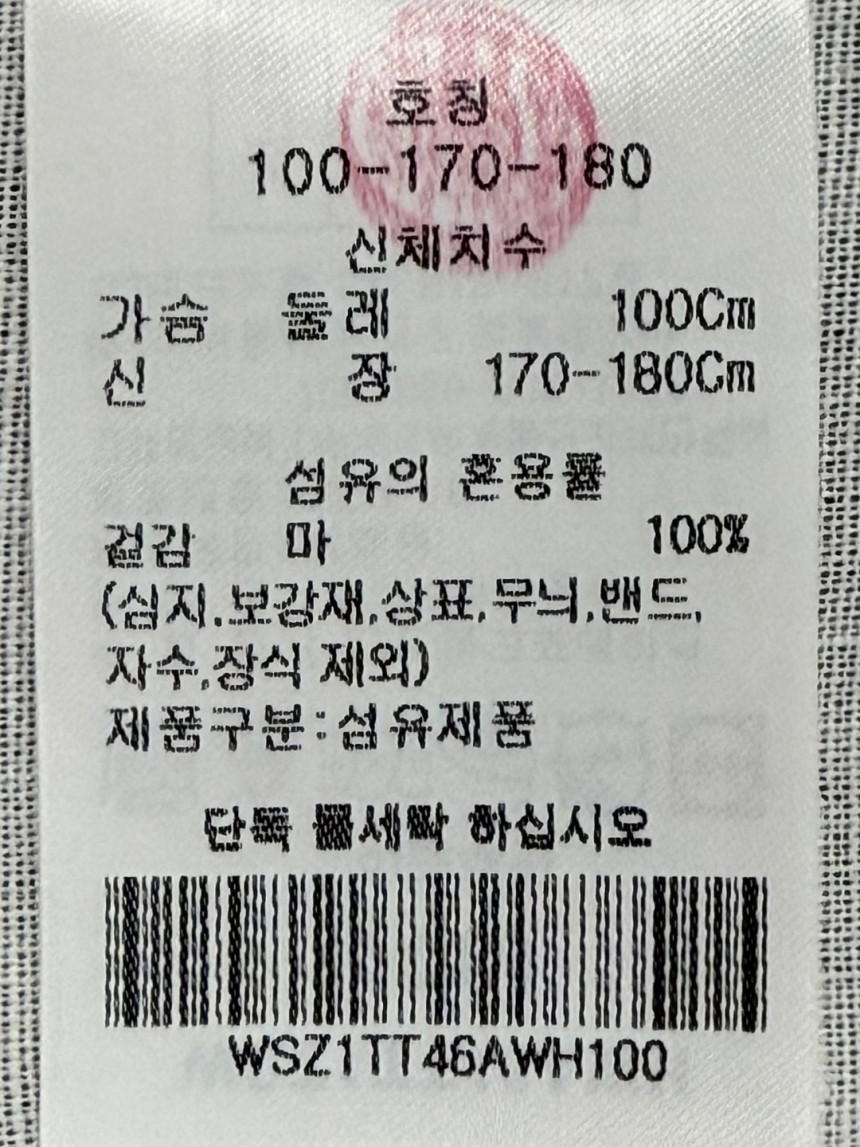 호칭
100-170-180
신체치수
가슴 둘레 100Cm
신 장 170-180Cm
섬유의 혼용률
겉감 마 100%
(심지,보강재,상표,무늬,밴드,
자수,장식 제외)
제품구분:섬유제품
단독 물세탁 하십시오
WSZ1TT46AWH100